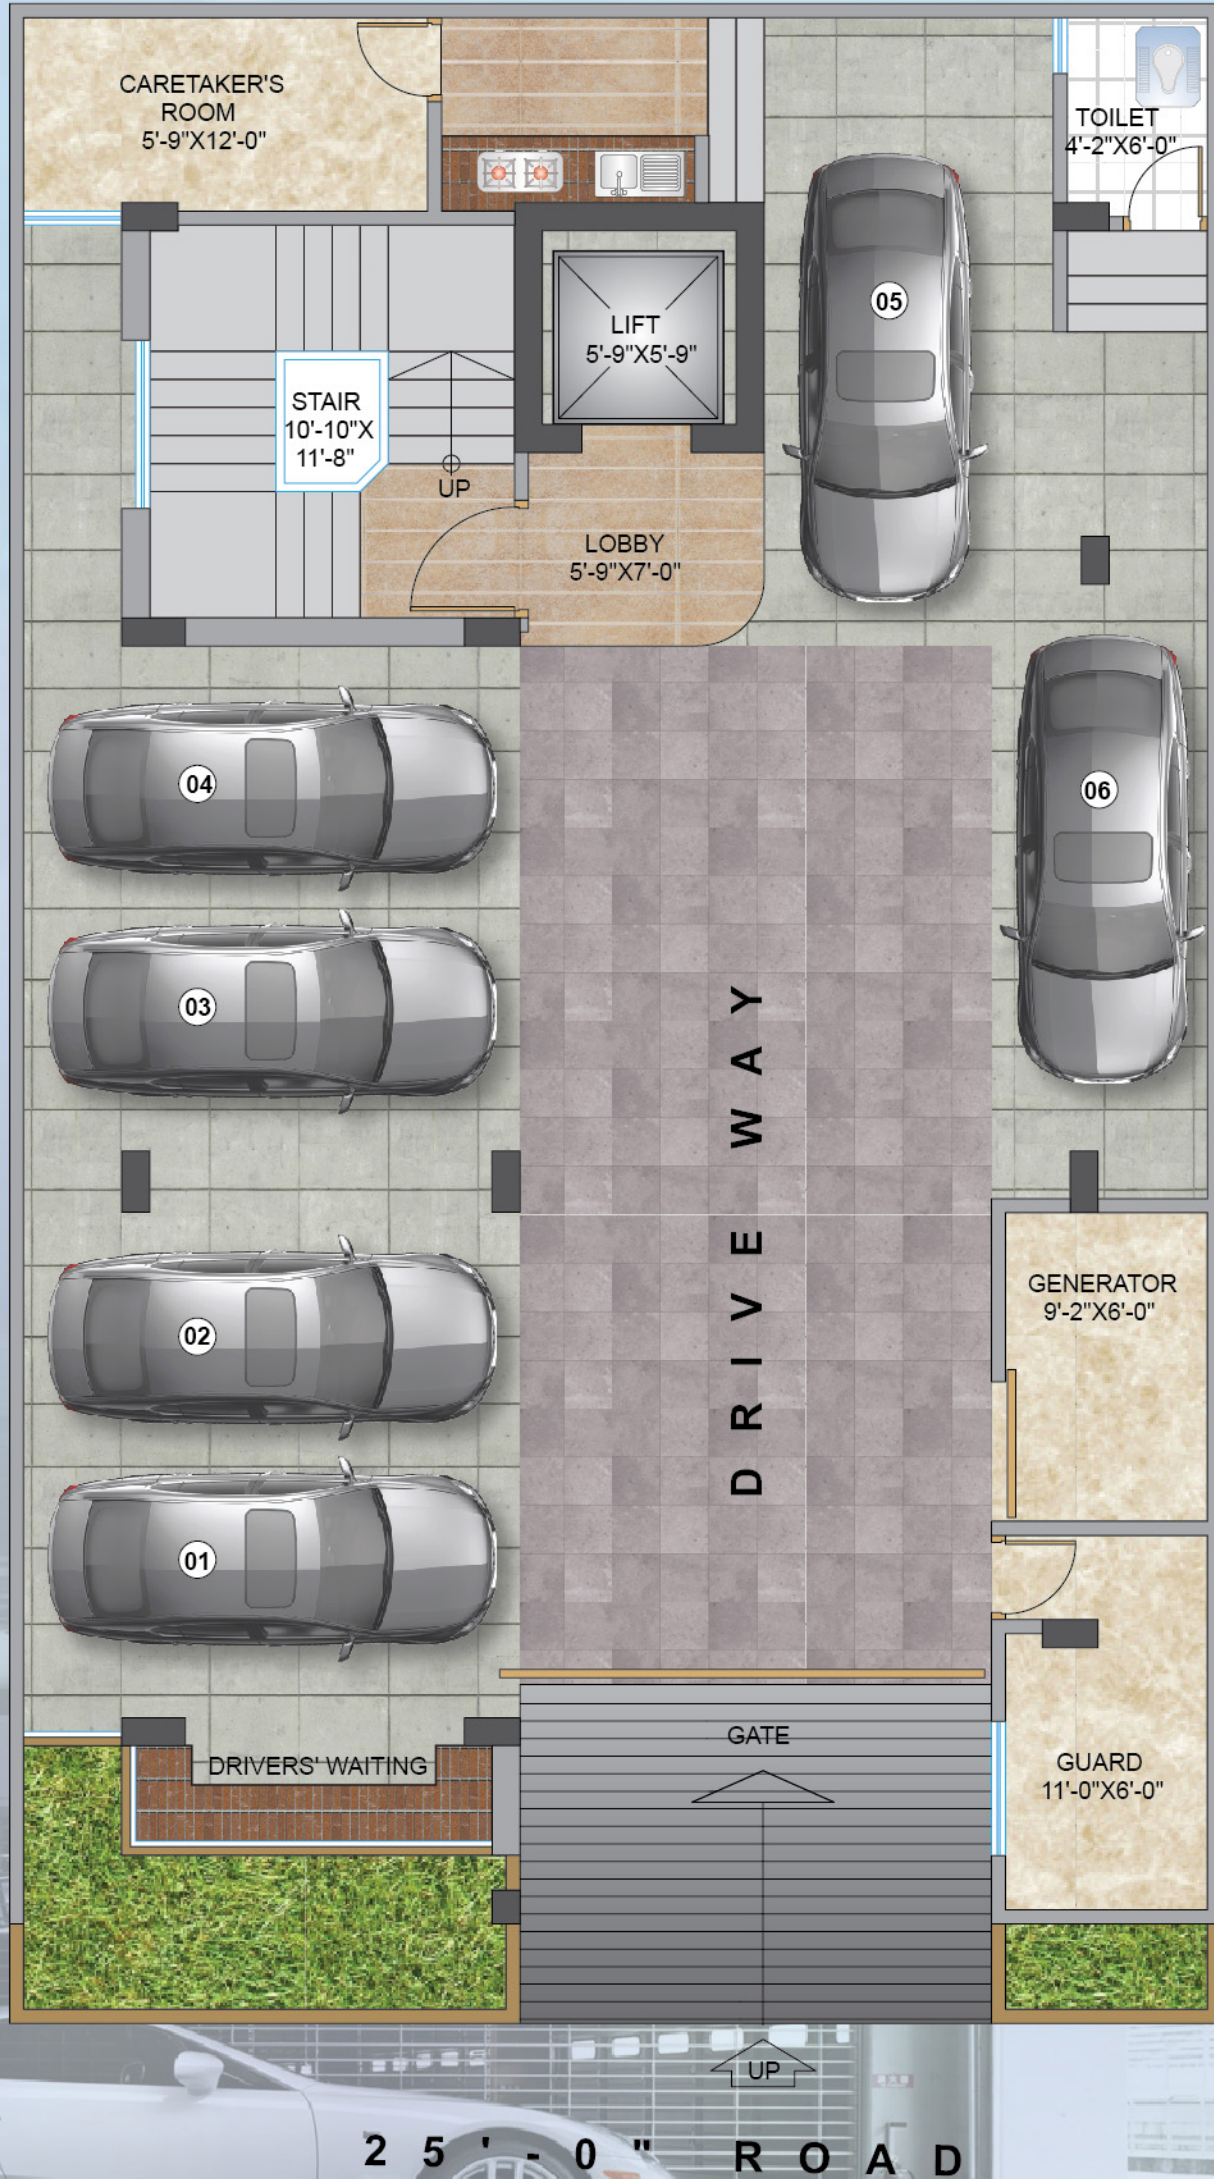 CARETAKER'S
ROOM
5'-9"X12'-0"
TOILET
4'-2"X6'-0"
05
LIFT
5'-9"X5'-9"
STAIR
10'-10"X
11'-8"
UP
LOBBY
5'-9"X7'-0"
04
06
03
DRIVE WAY
02
GENERATOR
9'-2"X6'-0"
01
GATE
DRIVERS' WAITING
GUARD
11'-0"X6'-0"
UP
25'-0" ROAD